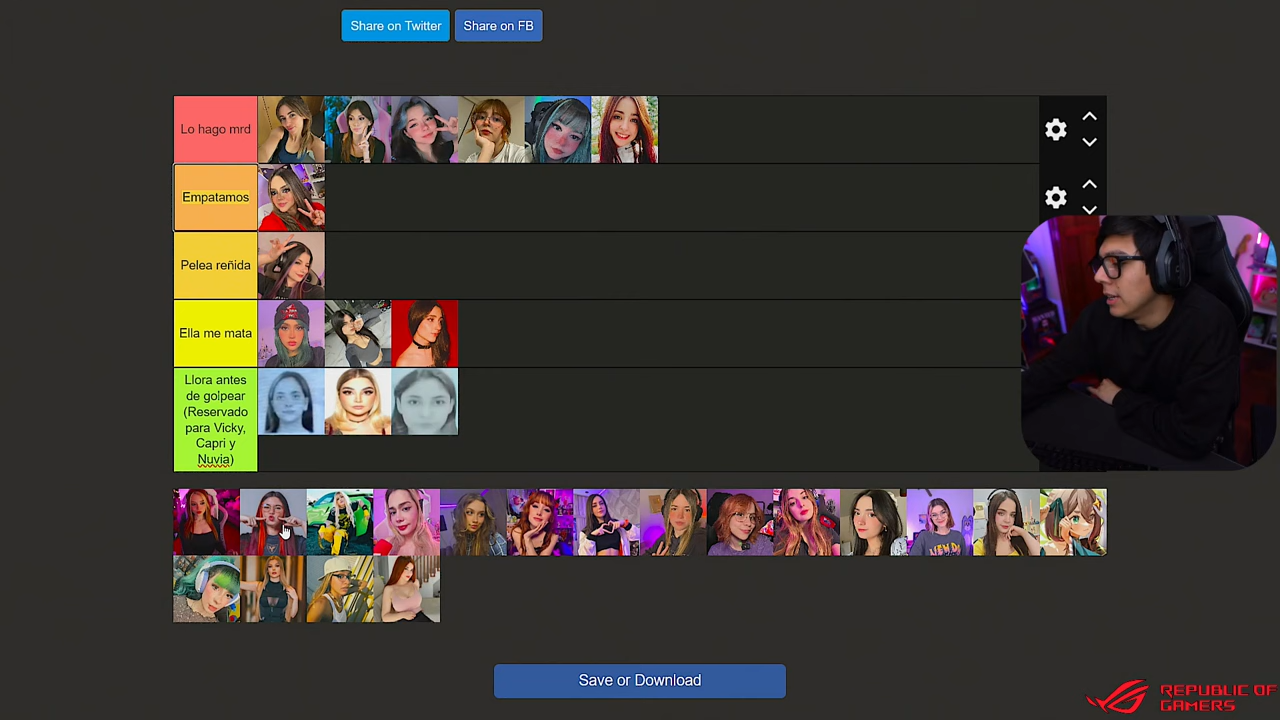 Share on Twitter
Share on FB
Lo hago mrd
Empatamos
Pelea reñida
Ella me mata
Llora antes
de golpear
(Reservado
para Vicky,
Capri y
Nuvia)
Save or Download
REPUBLIC OF
GAMERS